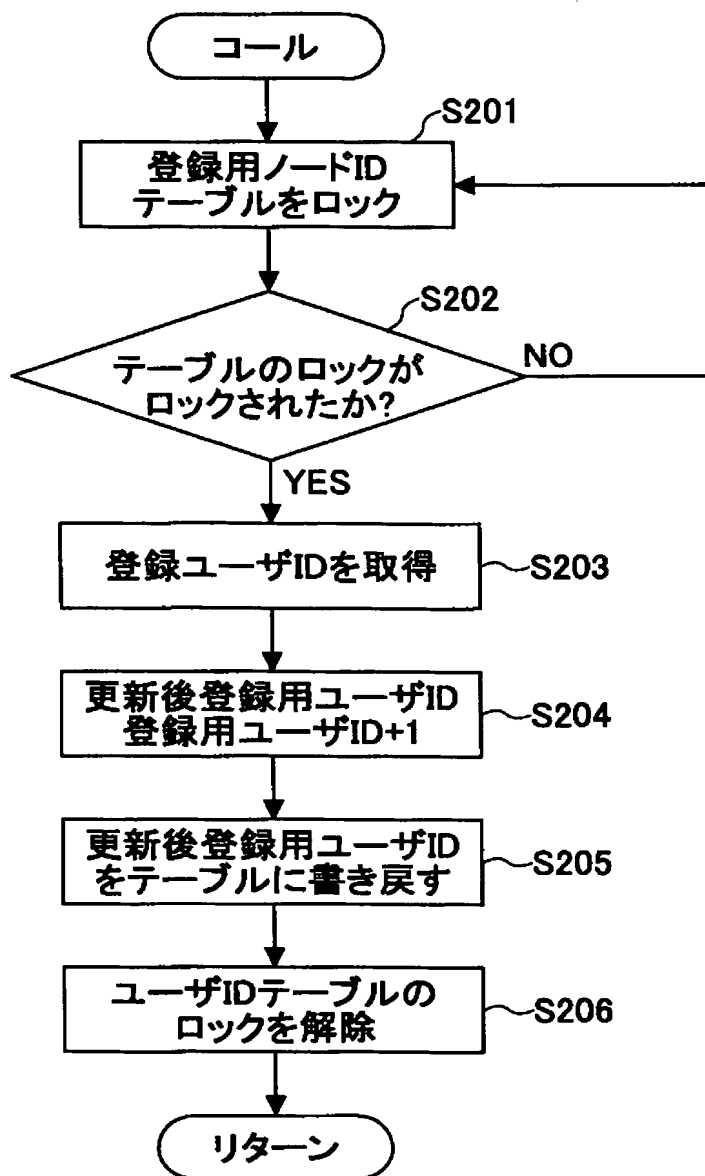 コール
S201
登録用ノードID
テーブルをロック
S202
テーブルのロックが
ロックされたか?
NO
YES
登録ユーザIDを取得
S203
更新後登録用ユーザID
登録用ユーザID+1
S204
更新後登録用ユーザID
をテーブルに書き戻す
S205
ユーザIDテーブルの
ロックを解除
S206
リターン